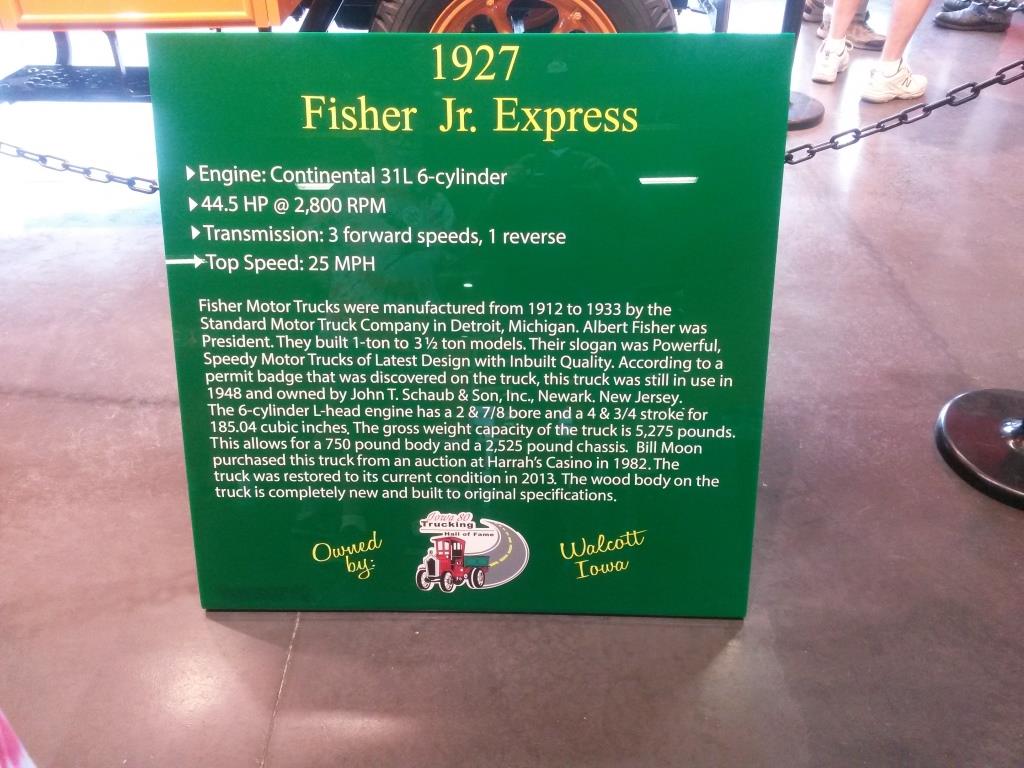 1927
Fisher Jr. Express
Engine: Continental 31L 6-cylinder
44.5 HP @ 2,800 RPM
Transmission: 3 forward speeds, 1 reverse
Top Speed: 25 MPH
Fisher Motor Trucks were manufactured from 1912 to 1933 by the
Standard Motor Truck Company in Detroit, Michigan. Albert Fisher was
President. They built 1-ton to 3½ ton models. Their slogan was Powerful,
Speedy Motor Trucks of Latest Design with Inbuilt Quality. According to a
permit badge that was discovered on the truck, this truck was still in use in
1948 and owned by John T. Schaub & Son, Inc., Newark, New Jersey.
The 6-cylinder L-head engine has a 2 & 7/8 bore and a 4 & 3/4 stroke for
185.04 cubic inches. The gross weight capacity of the truck is 5,275 pounds.
This allows for a 750 pound body and a 2,525 pound chassis. Bill Moon
purchased this truck from an auction at Harrah's Casino in 1982. The
truck was restored to its current condition in 2013. The wood body on the
truck is completely new and built to original specifications.
Owned by:
Iowa 80
Trucking
Hall of Fame
Walcott
Iowa